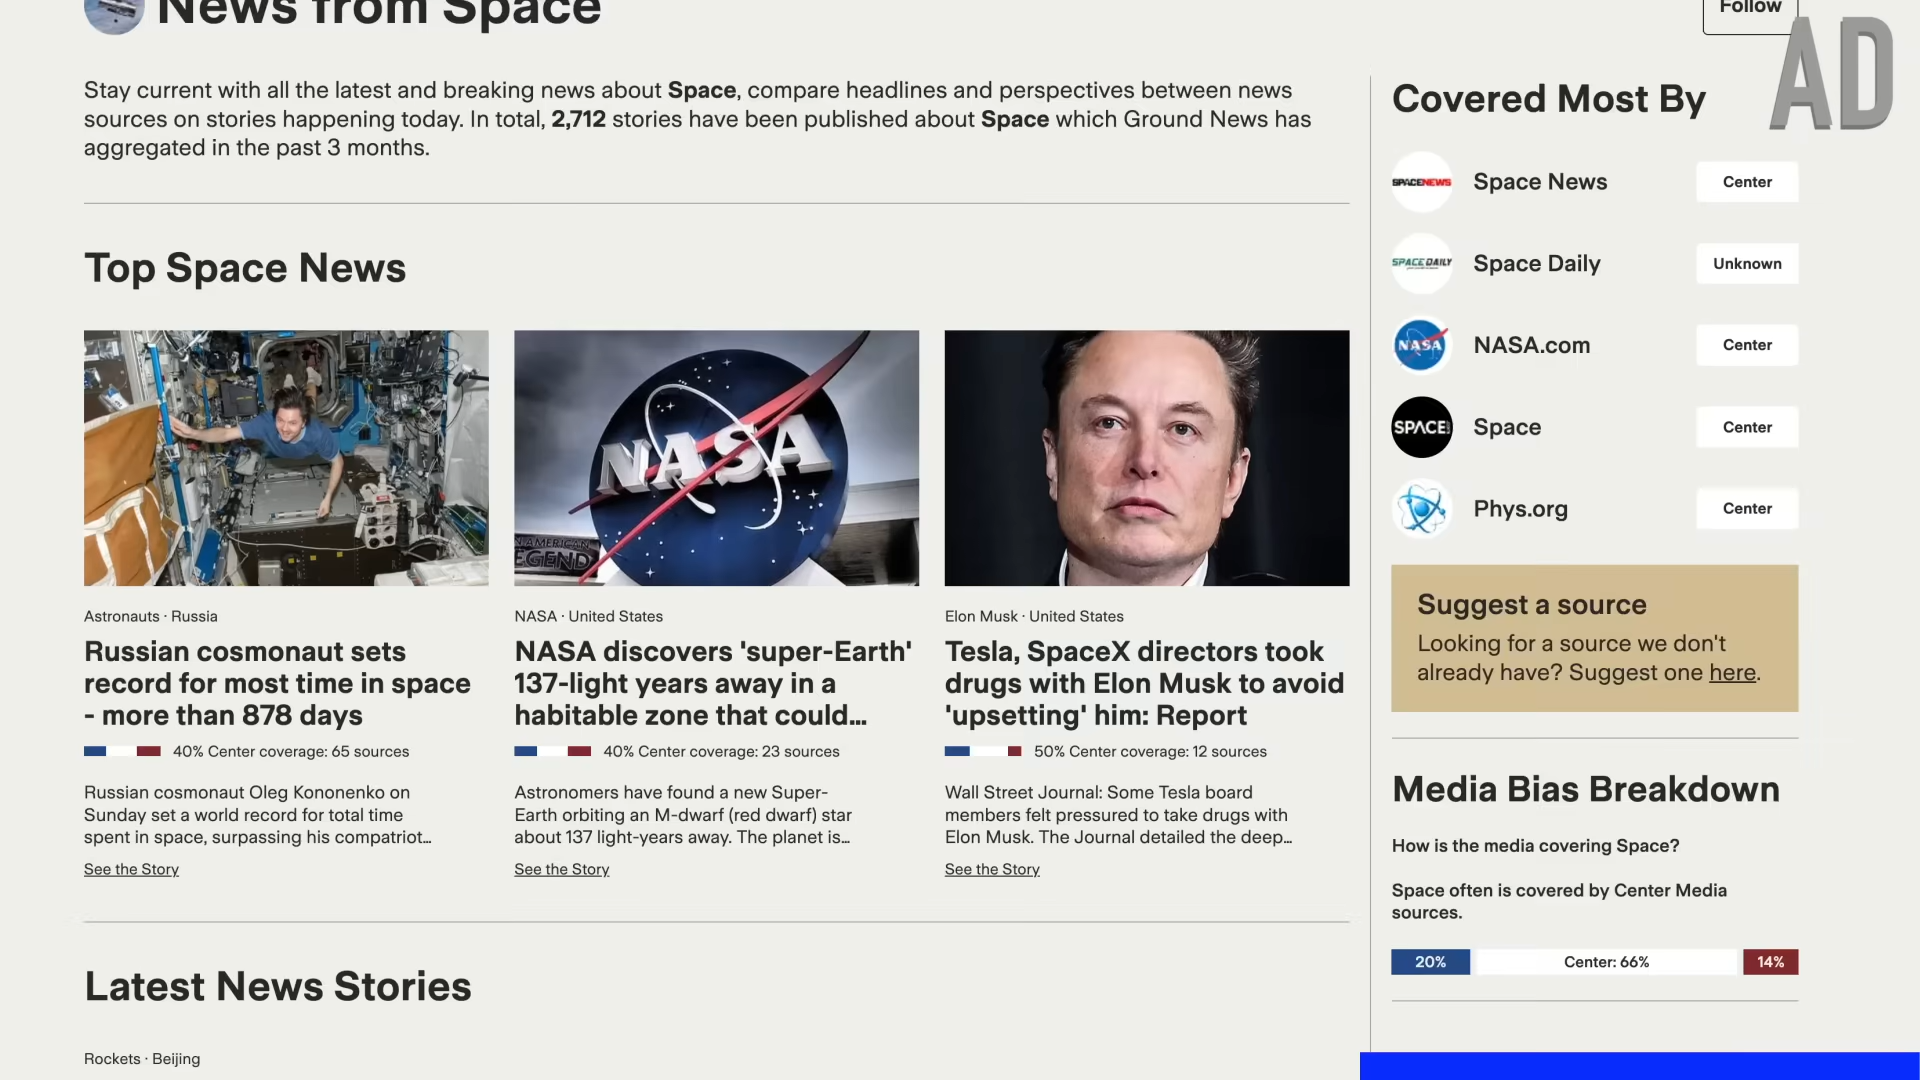 News from Space
Follow
AD
Stay current with all the latest and breaking news about Space, compare headlines and perspectives between news
sources on stories happening today. In total, 2,712 stories have been published about Space which Ground News has
aggregated in the past 3 months.
Top Space News
NASA
AMERICAN
EGEND
Astronauts · Russia
Russian cosmonaut sets
record for most time in space
- more than 878 days
40% Center coverage: 65 sources
Russian cosmonaut Oleg Kononenko on
Sunday set a world record for total time
spent in space, surpassing his compatriot...
See the Story
NASA · United States
NASA discovers 'super-Earth'
137-light years away in a
habitable zone that could...
40% Center coverage: 23 sources
Astronomers have found a new Super-
Earth orbiting an M-dwarf (red dwarf) star
about 137 light-years away. The planet is...
See the Story
Elon Musk · United States
Tesla, SpaceX directors took
drugs with Elon Musk to avoid
'upsetting' him: Report
50% Center coverage: 12 sources
Wall Street Journal: Some Tesla board
members felt pressured to take drugs with
Elon Musk. The Journal detailed the deep...
See the Story
Latest News Stories
Rockets · Beijing
Covered Most By
SPACENEWS
Space News
Center
SPACE DAILY
Space Daily
Unknown
NASA
NASA.com
Center
SPACE
Space
Center
Phys.org
Center
Suggest a source
Looking for a source we don't
already have? Suggest one here.
Media Bias Breakdown
How is the media covering Space?
Space often is covered by Center Media
sources.
20%
Center: 66%
14%